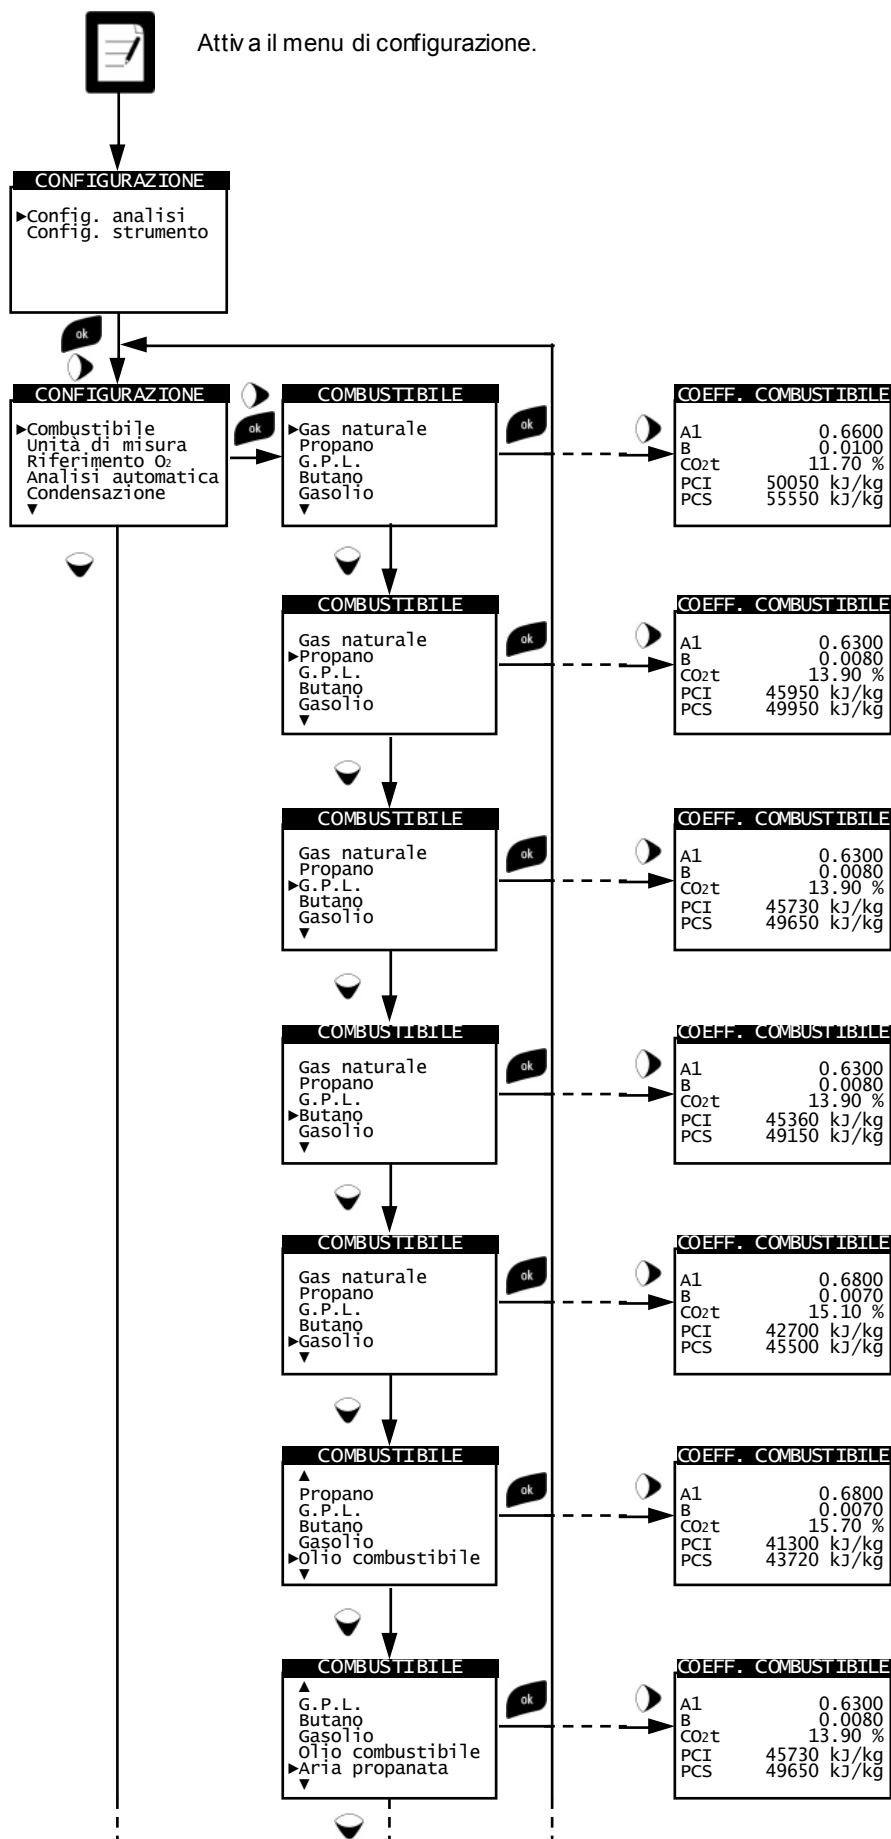 Attiva il menu di configurazione.
CONFIGURAZIONE
►Config. analisi
Config. strumento
ok
CONFIGURAZIONE
►Combustibile
Unità di misura
Riferimento O2
Analisi automatica
Condensazione
▼
ok
COMBUSTIBILE
►Gas naturale
Propano
G.P.L.
Butano
Gasolio
▼
ok
COEFF. COMBUSTIBILE
A1 0.6600
B 0.0100
CO2t 11.70 %
PCI 50050 kJ/kg
PCS 55550 kJ/kg
COMBUSTIBILE
Gas naturale
►Propano
G.P.L.
Butano
Gasolio
▼
ok
COEFF. COMBUSTIBILE
A1 0.6300
B 0.0080
CO2t 13.90 %
PCI 45950 kJ/kg
PCS 49950 kJ/kg
COMBUSTIBILE
Gas naturale
Propano
►G.P.L.
Butano
Gasolio
▼
ok
COEFF. COMBUSTIBILE
A1 0.6300
B 0.0080
CO2t 13.90 %
PCI 45730 kJ/kg
PCS 49650 kJ/kg
COMBUSTIBILE
Gas naturale
Propano
G.P.L.
►Butano
Gasolio
▼
ok
COEFF. COMBUSTIBILE
A1 0.6300
B 0.0080
CO2t 13.90 %
PCI 45360 kJ/kg
PCS 49150 kJ/kg
COMBUSTIBILE
Gas naturale
Propano
G.P.L.
Butano
►Gasolio
▼
ok
COEFF. COMBUSTIBILE
A1 0.6800
B 0.0070
CO2t 15.10 %
PCI 42700 kJ/kg
PCS 45500 kJ/kg
COMBUSTIBILE
▲
Propano
G.P.L.
Butano
Gasolio
►Olio combustibile
▼
ok
COEFF. COMBUSTIBILE
A1 0.6800
B 0.0070
CO2t 15.70 %
PCI 41300 kJ/kg
PCS 43720 kJ/kg
COMBUSTIBILE
▲
G.P.L.
Butano
Gasolio
Olio combustibile
►Aria propanata
▼
ok
COEFF. COMBUSTIBILE
A1 0.6300
B 0.0080
CO2t 13.90 %
PCI 45730 kJ/kg
PCS 49650 kJ/kg